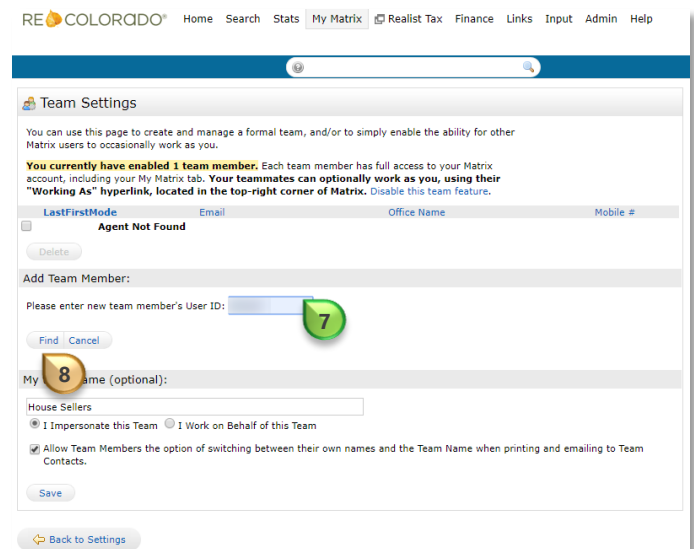 RECOLORADO® Home Search Stats My Matrix Realist Tax Finance Links Input Admin Help
Team Settings
You can use this page to create and manage a formal team, and/or to simply enable the ability for other
Matrix users to occasionally work as you.
You currently have enabled 1 team member. Each team member has full access to your Matrix
account, including your My Matrix tab. Your teammates can optionally work as you, using their
"Working As" hyperlink, located in the top-right corner of Matrix. Disable this team feature.
LastFirstMode Email Office Name Mobile #
Agent Not Found
Delete
Add Team Member:
Please enter new team member's User ID:
7
Find Cancel
8
My ame (optional):
House Sellers
I Impersonate this Team I Work on Behalf of this Team
Allow Team Members the option of switching between their own names and the Team Name when printing and emailing to Team
Contacts.
Save
Back to Settings